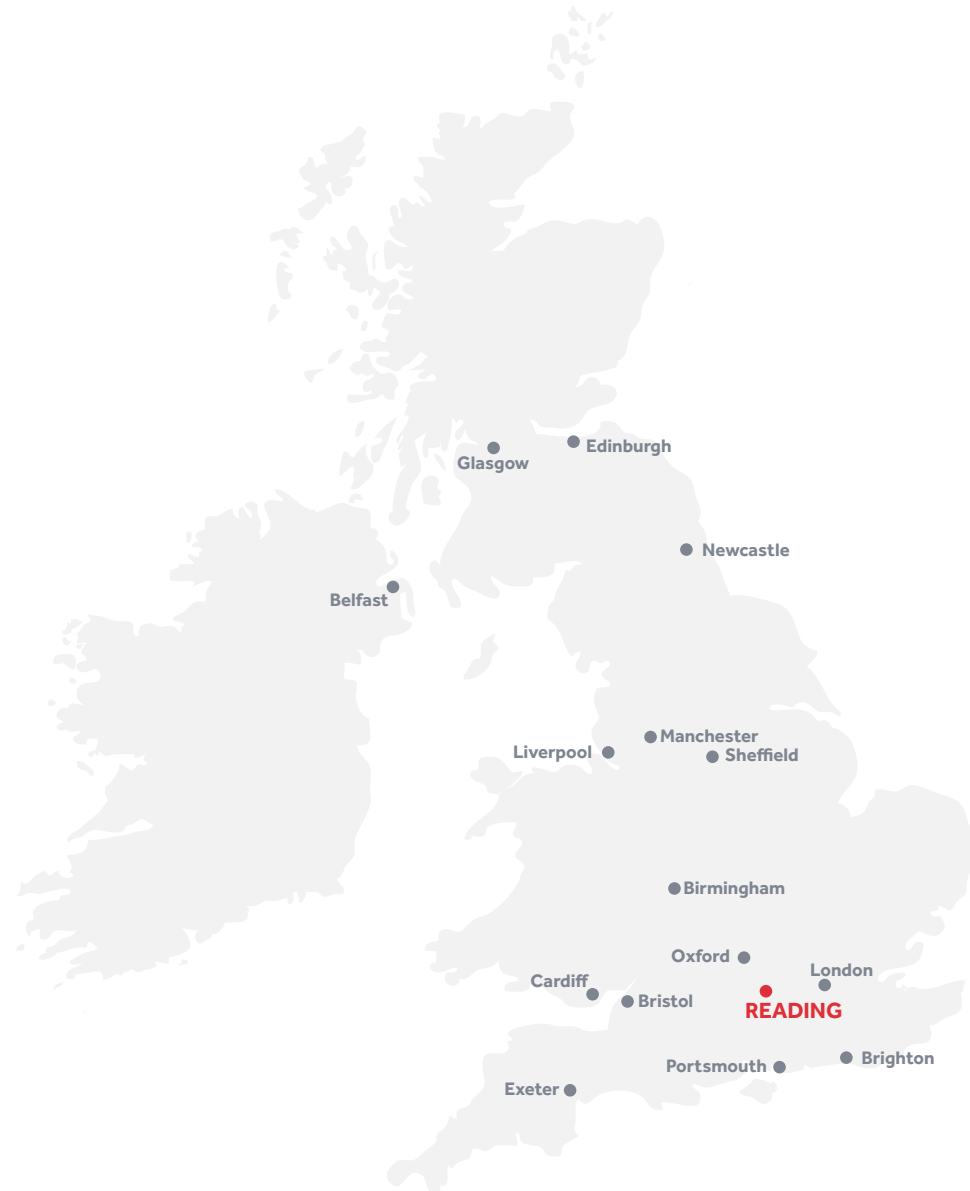 Edinburgh
Glasgow
Newcastle
Belfast
Manchester
Liverpool
Sheffield
Birmingham
Oxford
London
Cardiff
Bristol
READING
Brighton
Portsmouth
Exeter